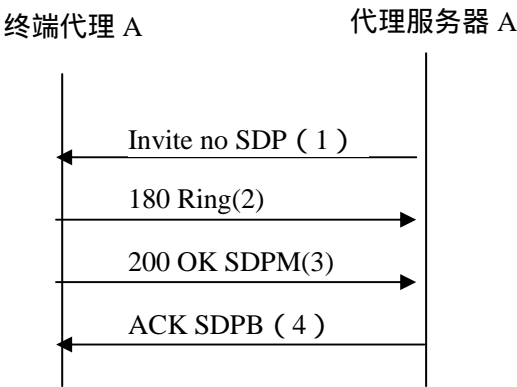 终端代理 A
代理服务器 A
Invite no SDP（1）
180 Ring(2)
200 OK SDPM(3)
ACK SDPB（4）